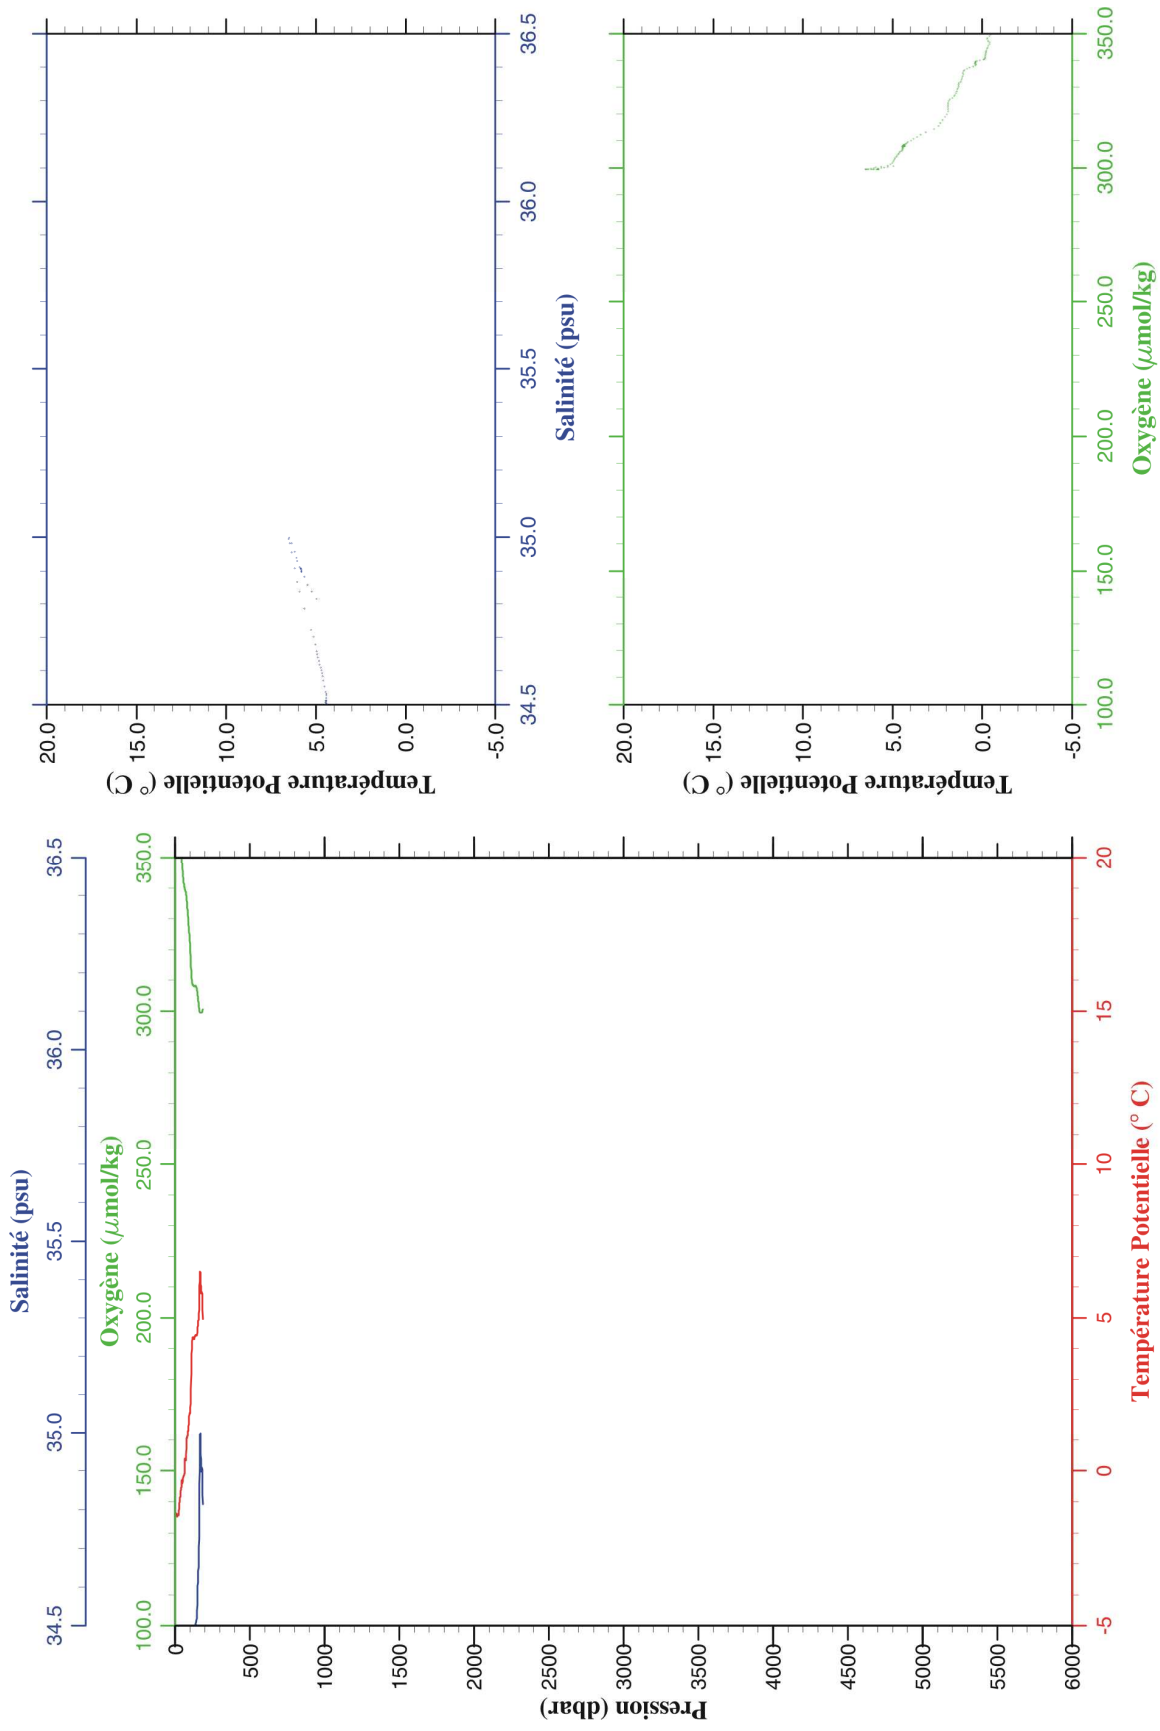 Salinité (psu)
34.5 35.0 35.5 36.0 36.5
Oxygène (μmol/kg)
100.0 150.0 200.0 250.0 300.0 350.0
Pression (dbar)
0
500
1000
1500
2000
2500
3000
3500
4000
4500
5000
5500
6000
-5 0 5 10 15 20
Température Potentielle (° C)
Température Potentielle (° C)
20.0
15.0
10.0
5.0
0.0
-5.0
34.5 35.0 35.5 36.0 36.5
Salinité (psu)
Température Potentielle (° C)
20.0
15.0
10.0
5.0
0.0
-5.0
100.0 150.0 200.0 250.0 300.0 350.0
Oxygène (μmol/kg)